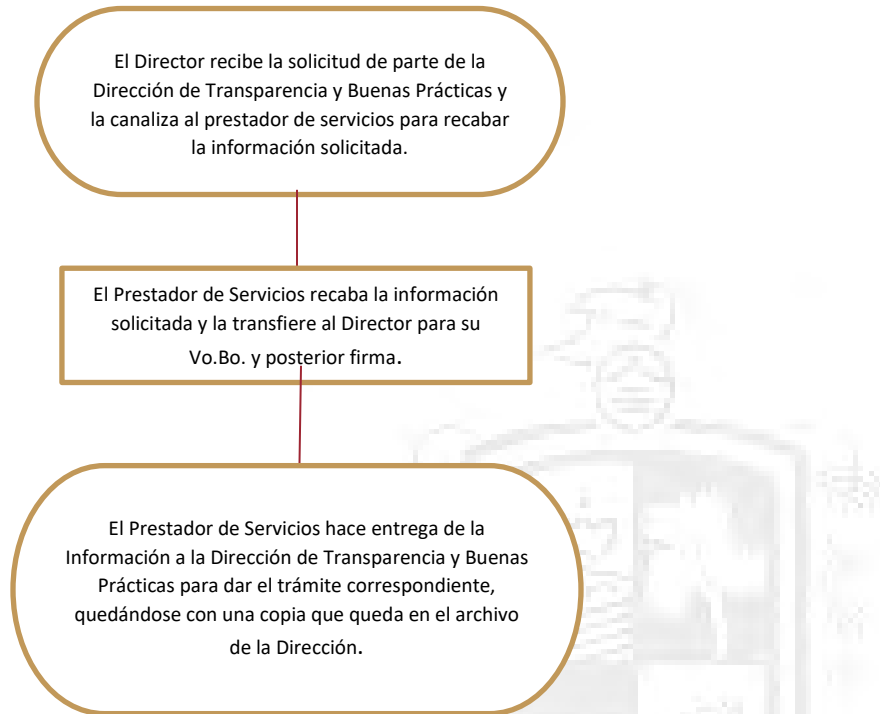 El Director recibe la solicitud de parte de la
Dirección de Transparencia y Buenas Prácticas y
la canaliza al prestador de servicios para recabar
la información solicitada.
El Prestador de Servicios recaba la información
solicitada y la transfiere al Director para su
Vo.Bo. y posterior firma.
El Prestador de Servicios hace entrega de la
Información a la Dirección de Transparencia y Buenas
Prácticas para dar el trámite correspondiente,
quedándose con una copia que queda en el archivo
de la Dirección.